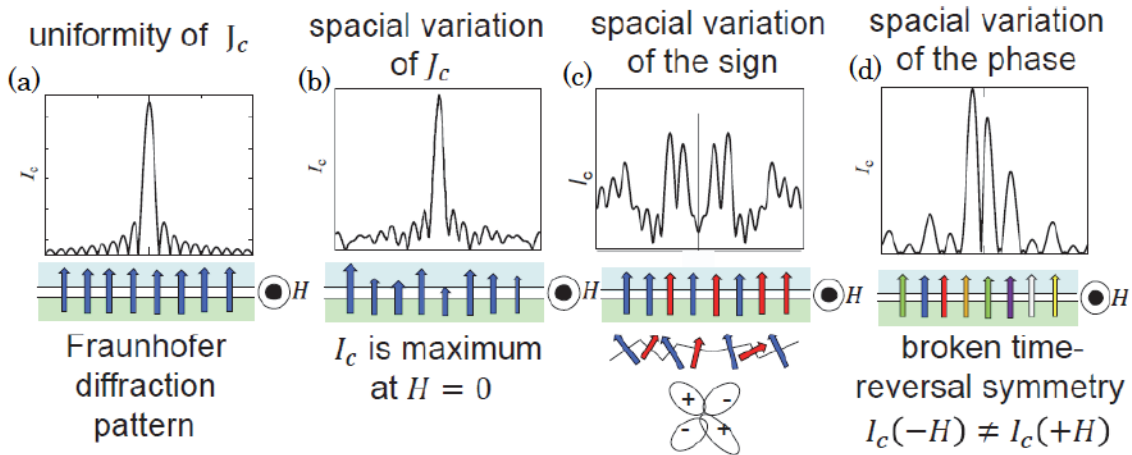 uniformity of J_c
(a)
I_c
H
Fraunhofer
diffraction
pattern
spacial variation
of J_c
(b)
I_c
H
I_c is maximum
at H = 0
spacial variation
of the sign
(c)
I_c
H
+ -
- +
spacial variation
of the phase
(d)
I_c
H
broken time-
reversal symmetry
I_c(-H) ≠ I_c(+H)